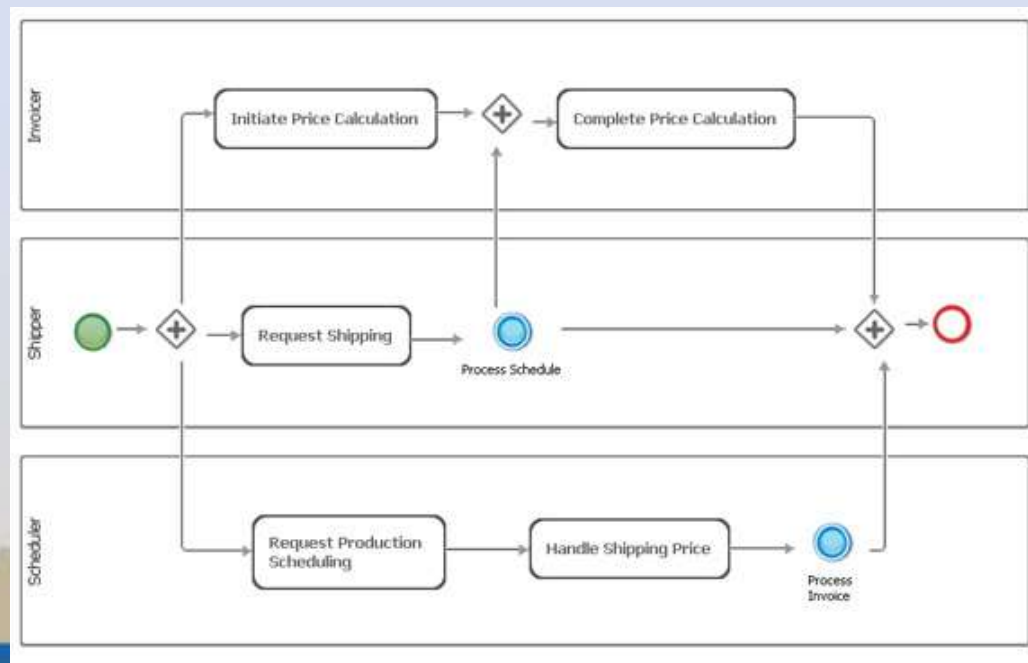 Invoicer
Initiate Price Calculation
Complete Price Calculation
Shipper
Request Shipping
Process Schedule
Scheduler
Request Production
Scheduling
Handle Shipping Price
Process
Invoice